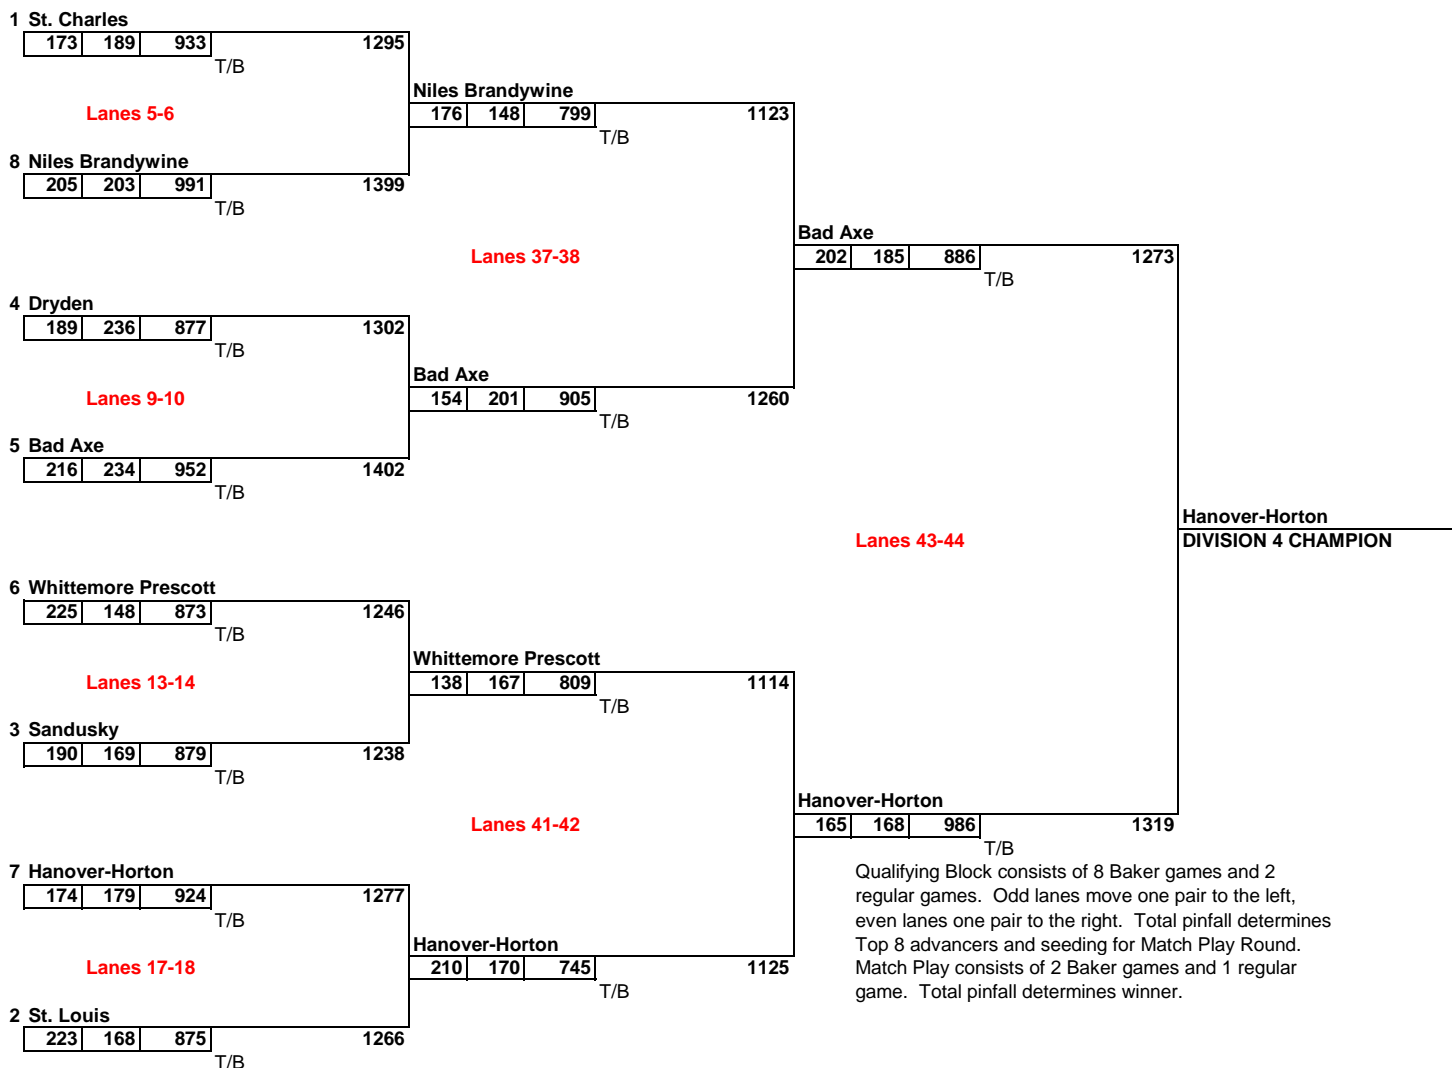 1 St. Charles
173 189 933 1295
T/B
Niles Brandywine
Lanes 5-6
176 148 799 1123
T/B
8 Niles Brandywine
205 203 991 1399
T/B
Bad Axe
Lanes 37-38
202 185 886 1273
T/B
4 Dryden
189 236 877 1302
T/B
Bad Axe
Lanes 9-10
154 201 905 1260
T/B
5 Bad Axe
216 234 952 1402
T/B
Hanover-Horton
Lanes 43-44
DIVISION 4 CHAMPION
6 Whittemore Prescott
225 148 873 1246
T/B
Whittemore Prescott
Lanes 13-14
138 167 809 1114
T/B
3 Sandusky
190 169 879 1238
T/B
Hanover-Horton
Lanes 41-42
165 168 986 1319
T/B
7 Hanover-Horton
174 179 924 1277
T/B
Hanover-Horton
Lanes 17-18
210 170 745 1125
T/B
2 St. Louis
223 168 875 1266
T/B
Qualifying Block consists of 8 Baker games and 2
regular games. Odd lanes move one pair to the left,
even lanes one pair to the right. Total pinfall determines
Top 8 advancers and seeding for Match Play Round.
Match Play consists of 2 Baker games and 1 regular
game. Total pinfall determines winner.